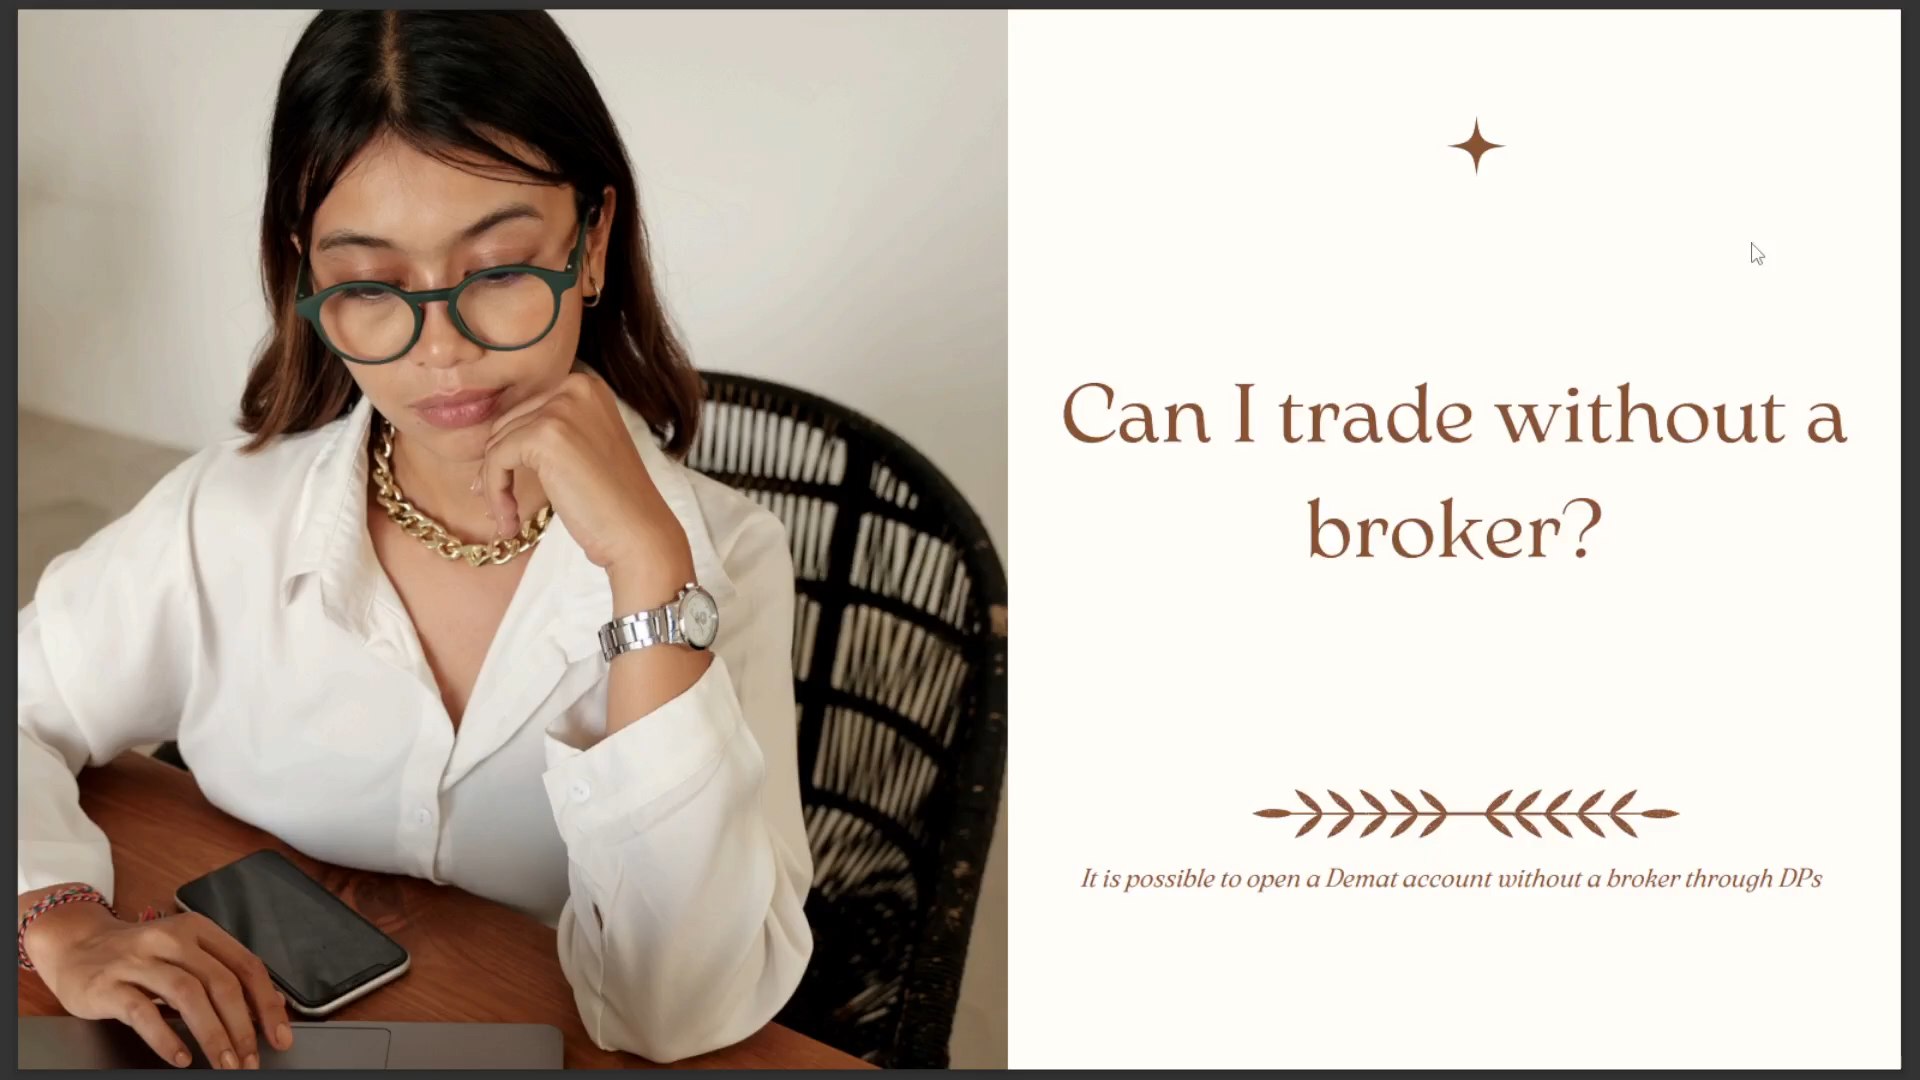 Can I trade without a
broker?
It is possible to open a Demat account without a broker through DPs